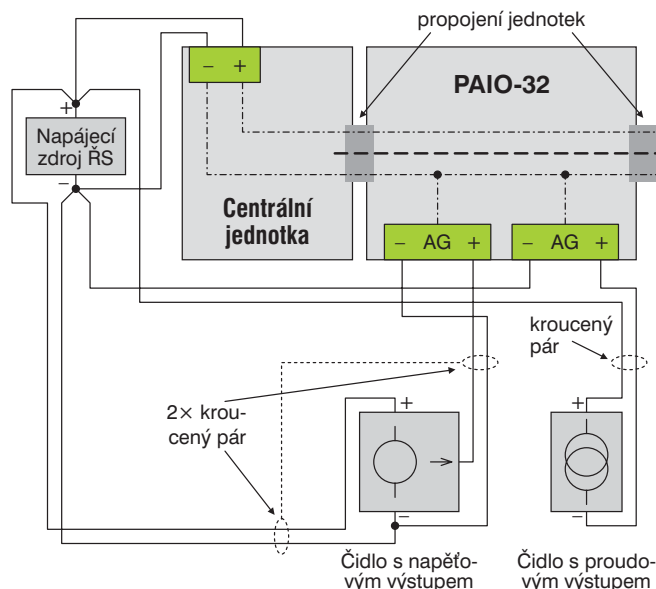 propojení jednotek
− +
PAIO-32
+
Napájecí
zdroj ŘS
−
Centrální
jednotka
− AG +
− AG +
kroucený
pár
2× krou-
cený pár
+
+
−
−
Čidlo s napěťo-
vým výstupem
Čidlo s proudo-
vým výstupem